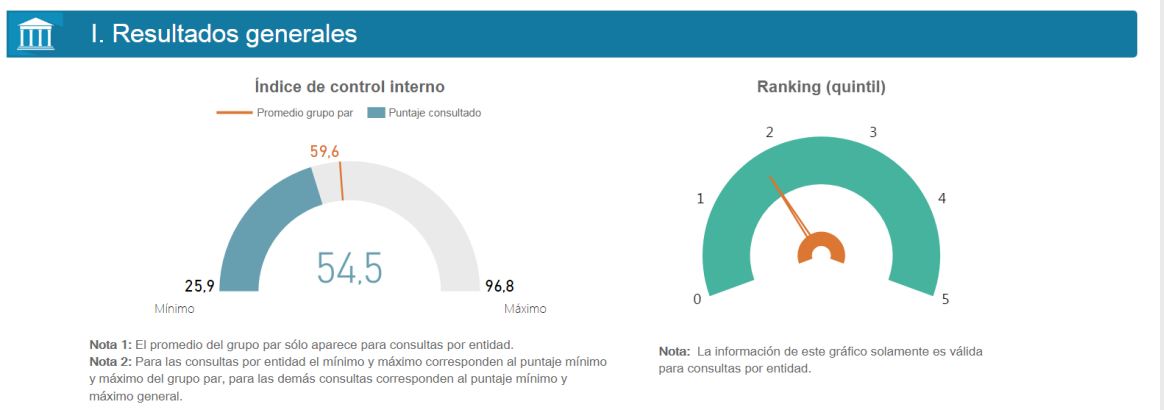 I. Resultados generales
Índice de control interno
Promedio grupo par
Puntaje consultado
59,6
54,5
25,9
Mínimo
96,8
Máximo
Nota 1: El promedio del grupo par sólo aparece para consultas por entidad.
Nota 2: Para las consultas por entidad el mínimo y máximo corresponden al puntaje mínimo
y máximo del grupo par, para las demás consultas corresponden al puntaje mínimo y
máximo general.
Ranking (quintil)
0
1
2
3
4
5
Nota: La información de este gráfico solamente es válida
para consultas por entidad.